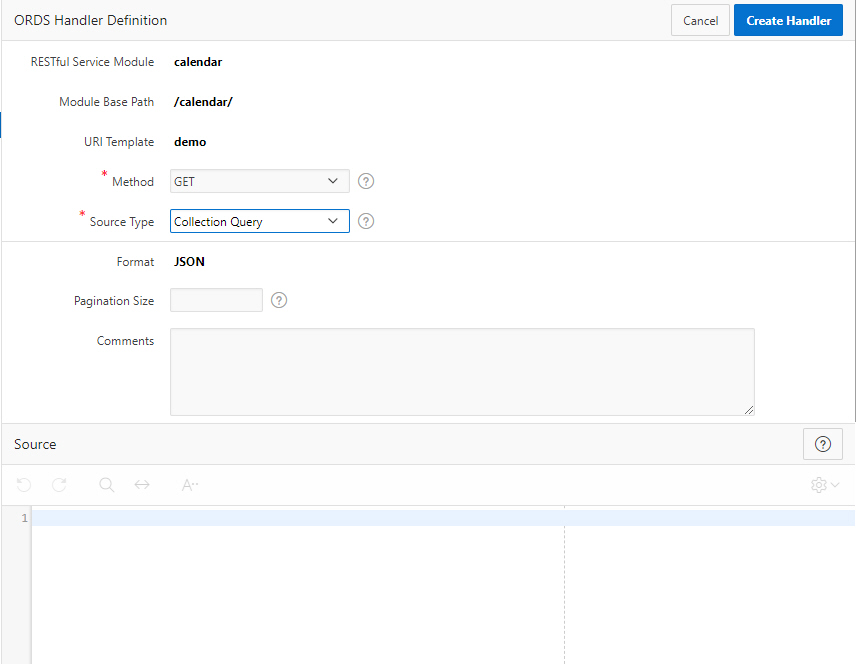 ORDS Handler Definition
Cancel
Create Handler
RESTful Service Module calendar
Module Base Path /calendar/
URI Template demo
* Method GET ?
* Source Type Collection Query ?
Format JSON
Pagination Size ?
Comments
Source ?
A··
1